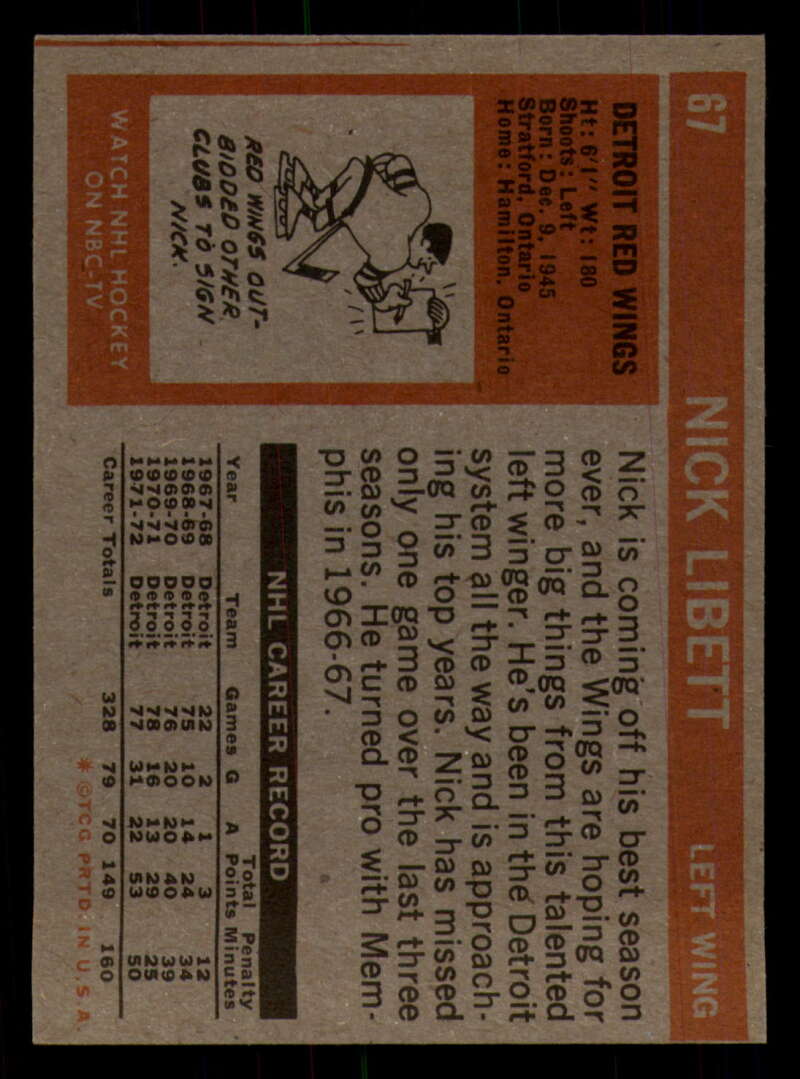 67 NICK LIBETT LEFT WING
DETROIT RED WINGS
Ht: 6'1" Wt: 180
Shoots: Left
Born: Dec. 9, 1945
Stratford, Ontario
Home: Hamilton, Ontario
RED WINGS OUT-
BIDDED OTHER
CLUBS TO SIGN
NICK.
WATCH NHL HOCKEY
ON NBC-TV
Nick is coming off his best season
ever, and the Wings are hoping for
more big things from this talented
left winger. He's been in the Detroit
system all the way and is approach-
ing his top years. Nick has missed
only one game over the last three
seasons. He turned pro with Mem-
phis in 1966-67.
NHL CAREER RECORD
Year Team Games G A Total Points Penalty Minutes
1967-68 Detroit 22 2 1 3 12
1968-69 Detroit 75 10 14 24 34
1969-70 Detroit 76 20 20 40 39
1970-71 Detroit 78 16 13 29 25
1971-72 Detroit 77 31 22 53 50
Career Totals 328 79 70 149 160
* © T.C.G. PRTD. IN U.S.A.